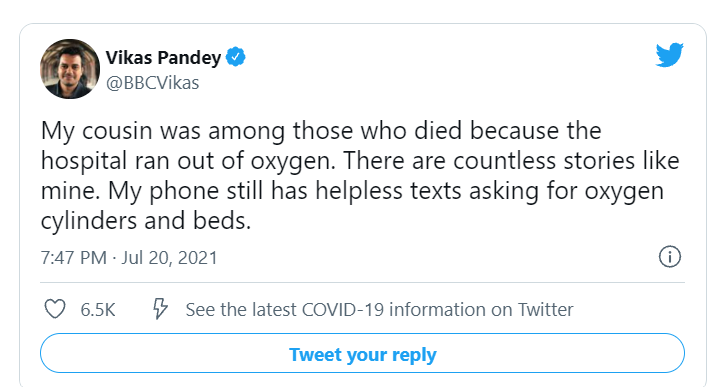 Vikas Pandey
@BBCVikas
My cousin was among those who died because the
hospital ran out of oxygen. There are countless stories like
mine. My phone still has helpless texts asking for oxygen
cylinders and beds.
7:47 PM · Jul 20, 2021
6.5K See the latest COVID-19 information on Twitter
Tweet your reply